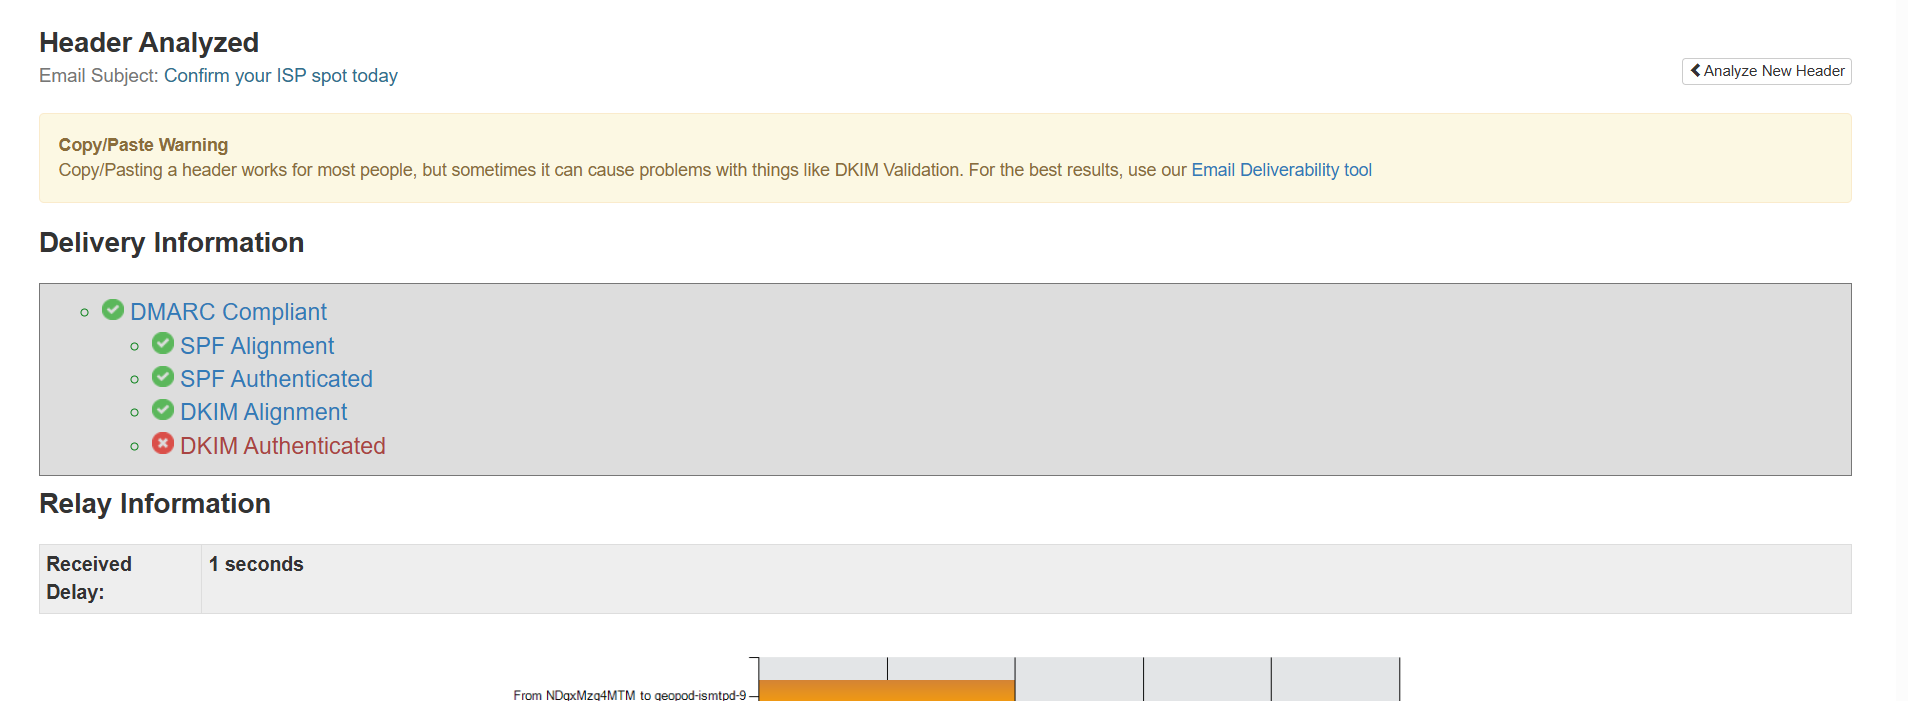 Header Analyzed
Email Subject: Confirm your ISP spot today
Analyze New Header
Copy/Paste Warning
Copy/Pasting a header works for most people, but sometimes it can cause problems with things like DKIM Validation. For the best results, use our Email Deliverability tool
Delivery Information
DMARC Compliant
SPF Alignment
SPF Authenticated
DKIM Alignment
DKIM Authenticated
Relay Information
Received
Delay:
1 seconds
From NDgxMzg4MTM to geopod-ismtpd-9